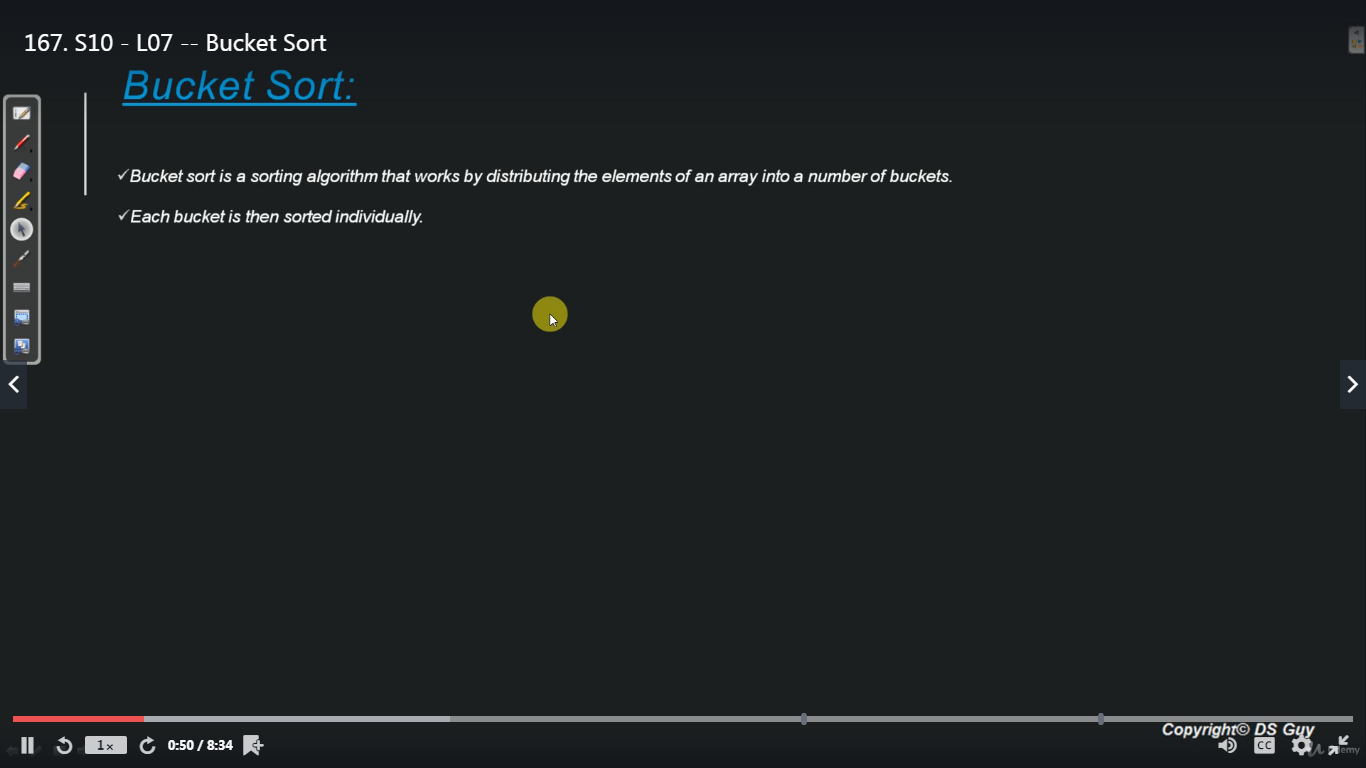 167. S10 - L07 -- Bucket Sort
Bucket Sort:
✓Bucket sort is a sorting algorithm that works by distributing the elements of an array into a number of buckets.
✓Each bucket is then sorted individually.
Copyright© DS Guy
1x
0:50 / 8:34
CC